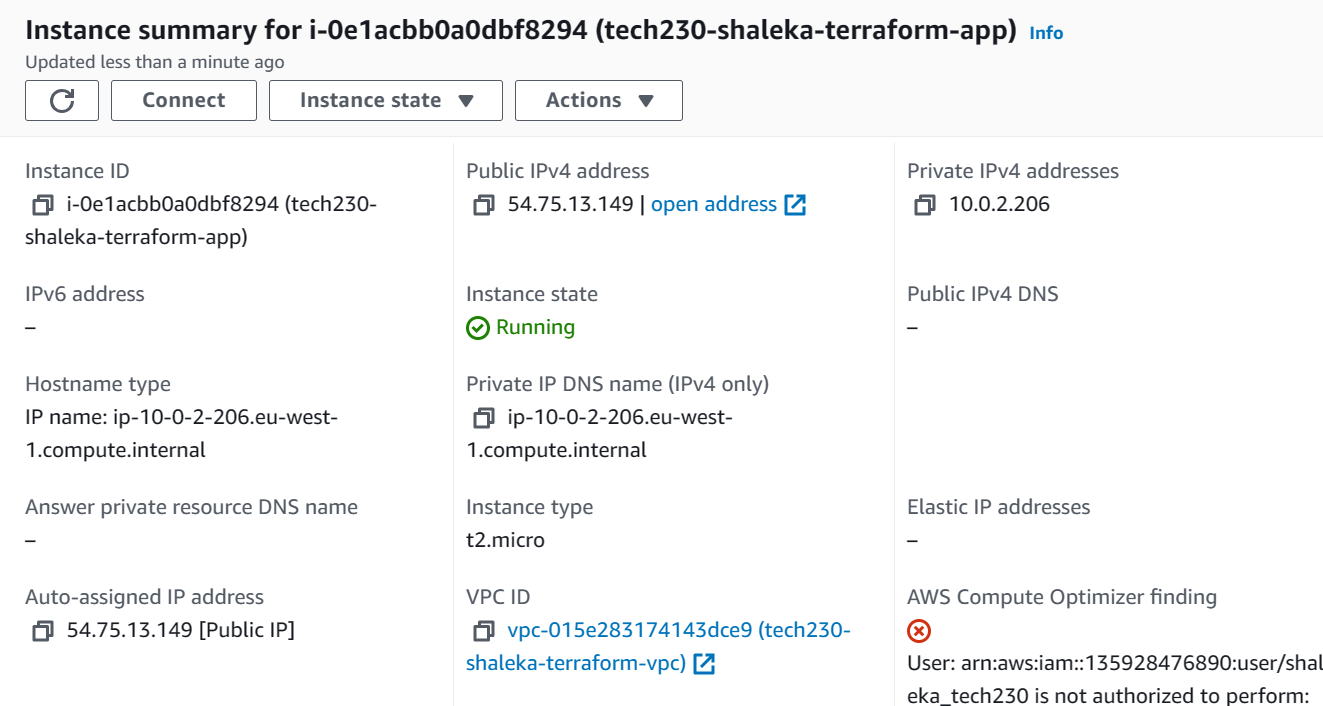 Instance summary for i-0e1acbb0a0dbf8294 (tech230-shaleka-terraform-app) Info
Updated less than a minute ago
Connect
Instance state
Actions
Instance ID
i-0e1acbb0a0dbf8294 (tech230-
shaleka-terraform-app)
Public IPv4 address
54.75.13.149 | open address
Private IPv4 addresses
10.0.2.206
IPv6 address
–
Instance state
Running
Public IPv4 DNS
–
Hostname type
IP name: ip-10-0-2-206.eu-west-
1.compute.internal
Private IP DNS name (IPv4 only)
ip-10-0-2-206.eu-west-
1.compute.internal
Answer private resource DNS name
–
Instance type
t2.micro
Elastic IP addresses
–
Auto-assigned IP address
54.75.13.149 [Public IP]
VPC ID
vpc-015e283174143dce9 (tech230-
shaleka-terraform-vpc)
AWS Compute Optimizer finding
User: arn:aws:iam::135928476890:user/shal
eka_tech230 is not authorized to perform: